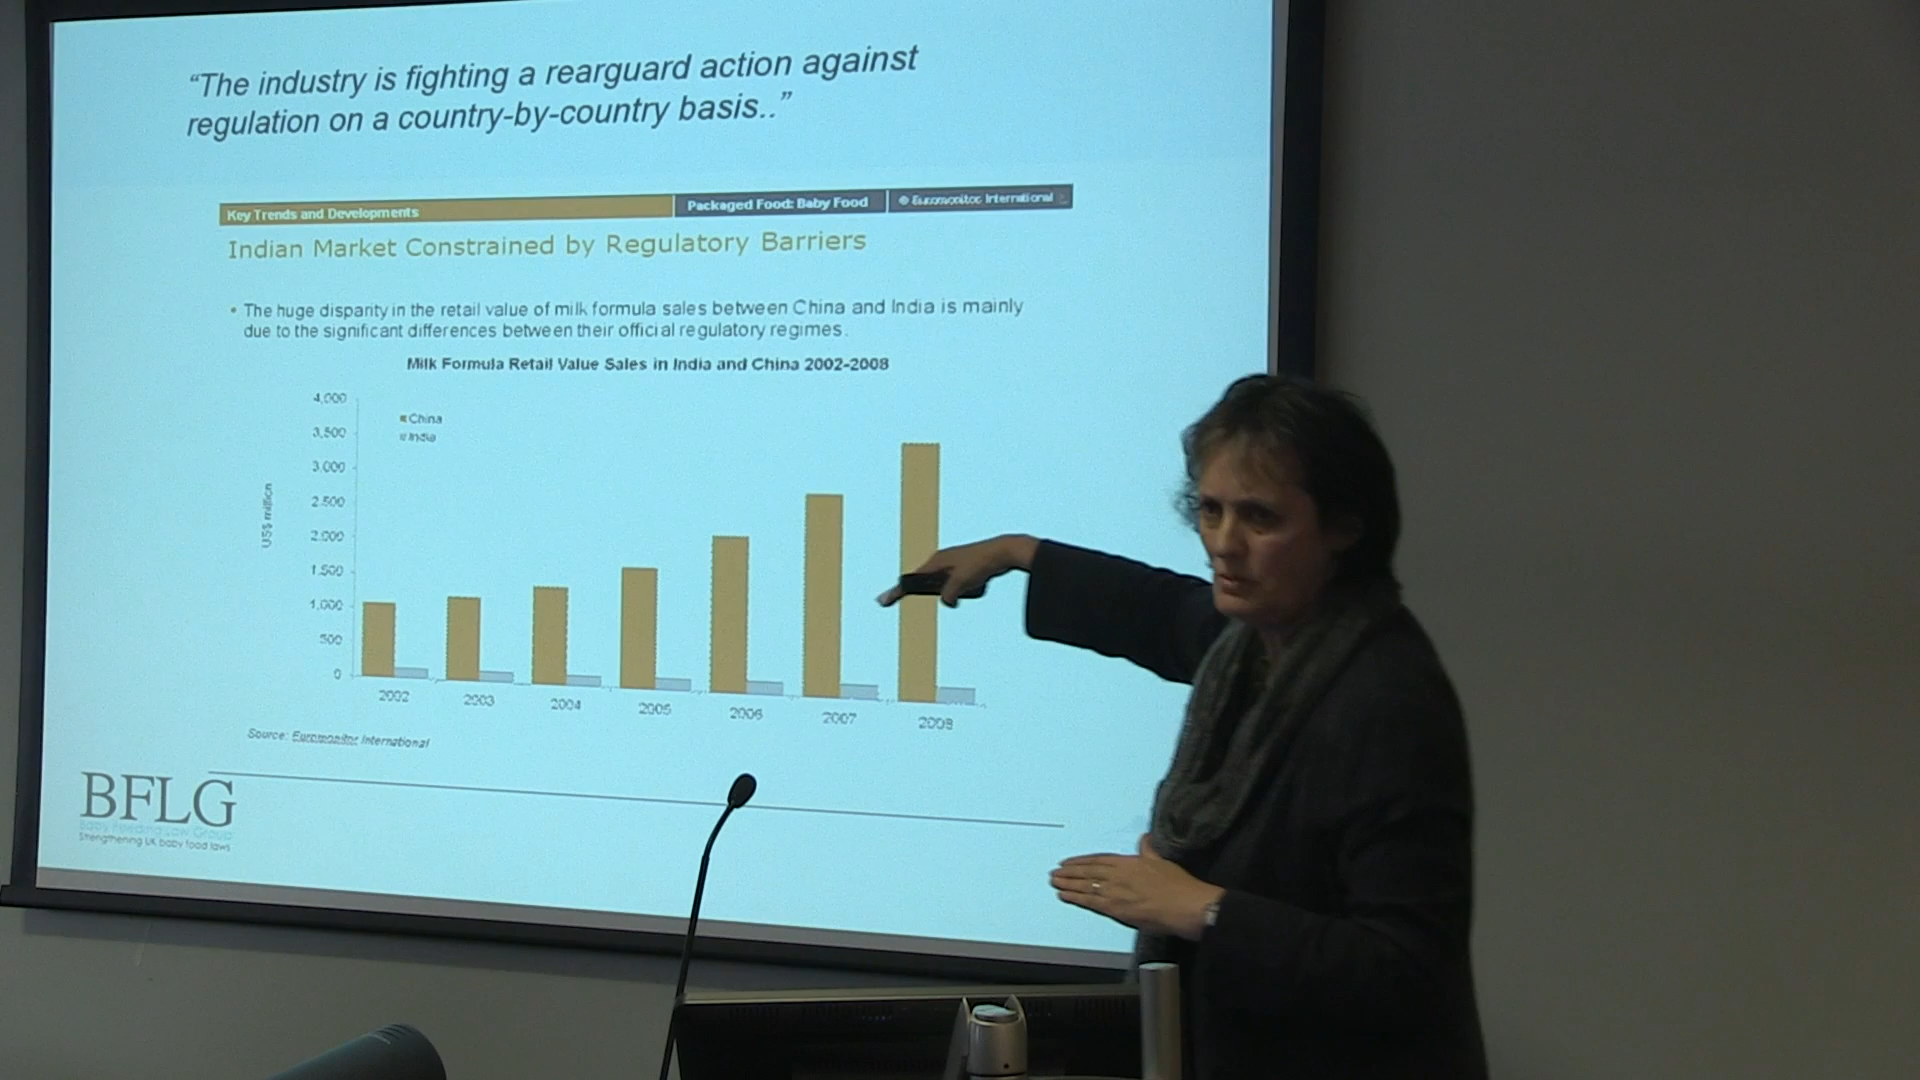 “The industry is fighting a rearguard action against
regulation on a country-by-country basis..”
Key Trends and Developments
Packaged Food: Baby Food
© Euromonitor International
Indian Market Constrained by Regulatory Barriers
• The huge disparity in the retail value of milk formula sales between China and India is mainly
due to the significant differences between their official regulatory regimes.
Milk Formula Retail Value Sales in India and China 2002-2008
4,000
3,500
3,000
2,500
2,000
1,500
1,000
500
0
US$ million
China
India
2002
2003
2004
2005
2006
2007
2008
Source: Euromonitor International
BFLG
Baby Feeding Law Group
Strengthening UK baby food laws